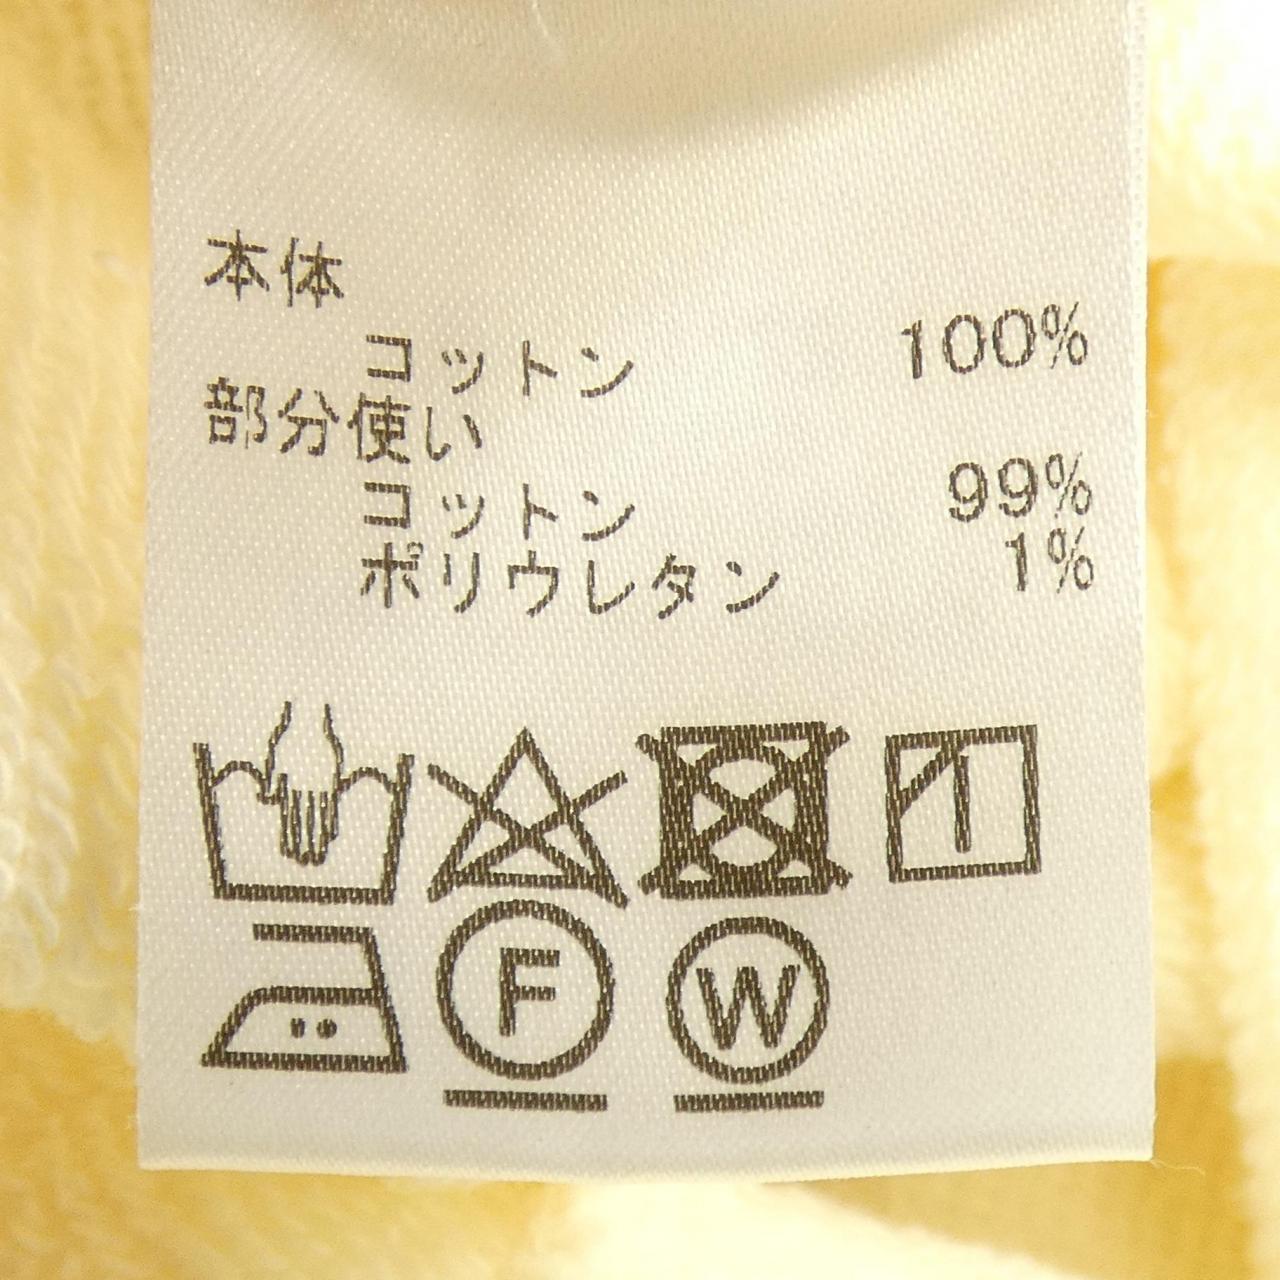 本体
コットン 100%
部分使い
コットン 99%
ポリウレタン 1%
F W